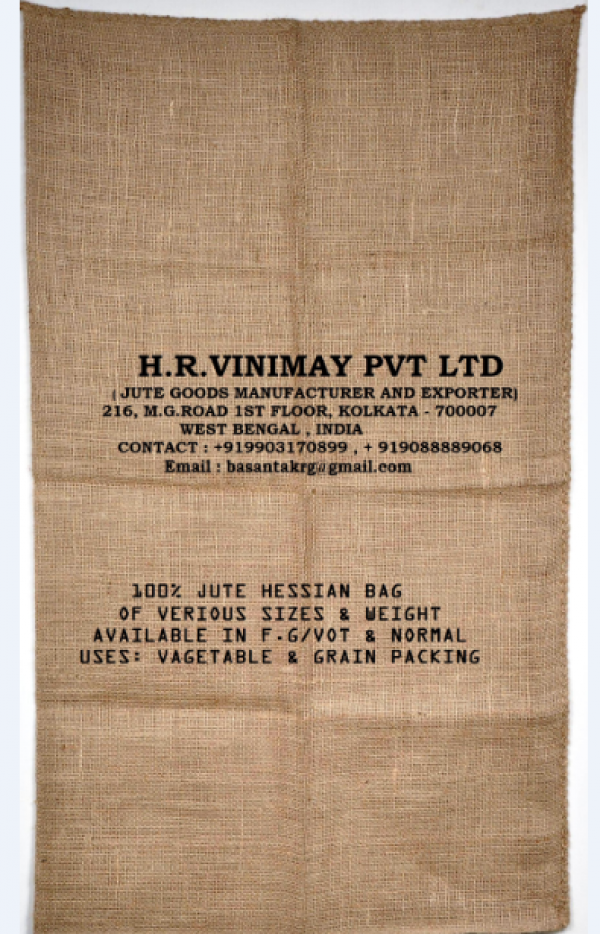 H.R.VINIMAY PVT LTD
( JUTE GOODS MANUFACTURER AND EXPORTER)
216, M.G.ROAD 1ST FLOOR, KOLKATA - 700007
WEST BENGAL , INDIA
CONTACT : +919903170899 , + 919088889068
Email : basantakrg@gmail.com
100% JUTE HESSIAN BAG
OF VERIOUS SIZES & WEIGHT
AVAILABLE IN F.G/VOT & NORMAL
USES: VAGETABLE & GRAIN PACKING